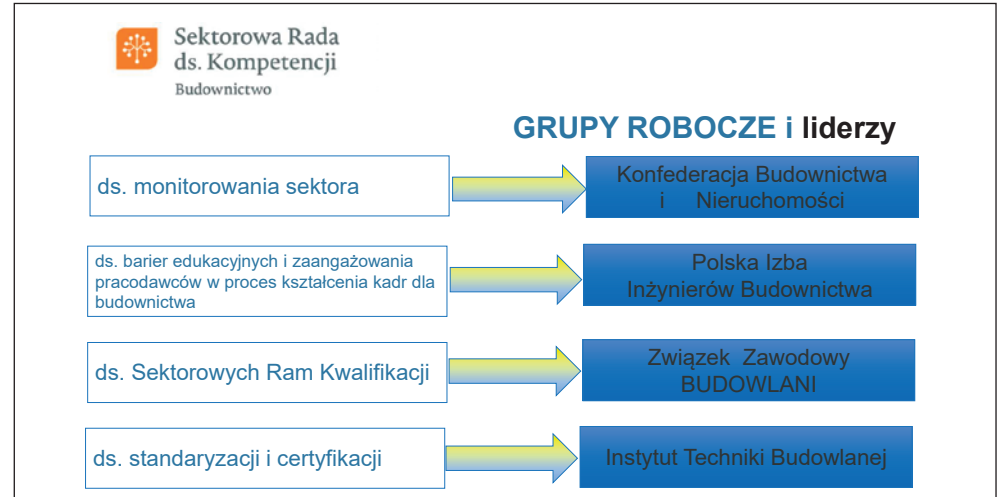 Sektorowa Rada
ds. Kompetencji
Budownictwo
GRUPY ROBOCZE i liderzy
ds. monitorowania sektora
Konfederacja Budownictwa
i Nieruchomości
ds. barier edukacyjnych i zaangażowania
pracodawców w proces kształcenia kadr dla
budownictwa
Polska Izba
Inżynierów Budownictwa
ds. Sektorowych Ram Kwalifikacji
Związek Zawodowy
BUDOWLANI
ds. standaryzacji i certyfikacji
Instytut Techniki Budowlanej